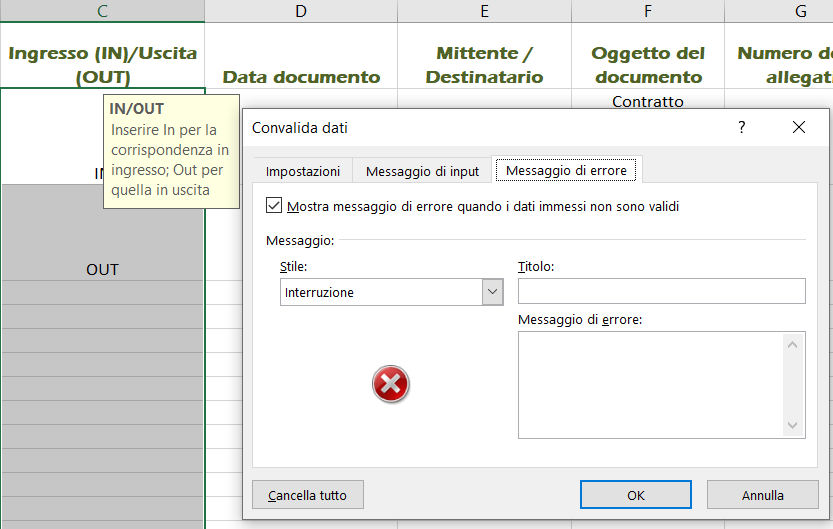 C D E F G
Ingresso (IN)/Uscita
(OUT)
Data documento
Mittente /
Destinatario
Oggetto del
documento
Numero de
allegat
Contratto
IN/OUT
Inserire In per la
corrispondenza in
ingresso; Out per
quella in uscita
OUT
Convalida dati
?
Impostazioni
Messaggio di input
Messaggio di errore
Mostra messaggio di errore quando i dati immessi non sono validi
Messaggio:
Stile:
Interruzione
Titolo:
Messaggio di errore:
Cancella tutto
OK
Annulla